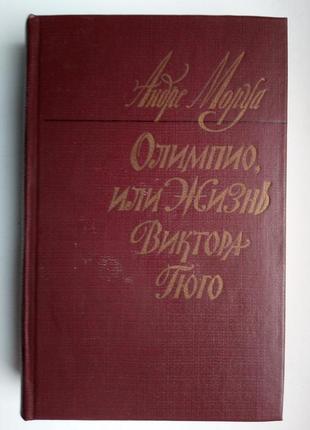 Андре Моруа
Олимпио,
или Жизнь
Виктора
Гюго